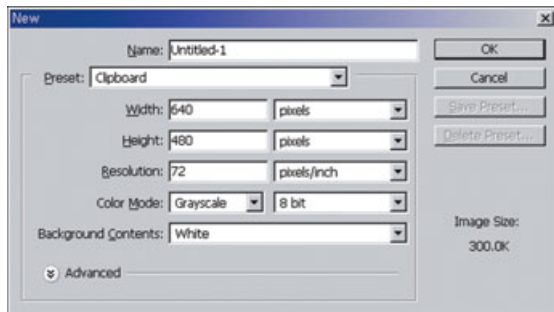 New
Name: Untitled-1
OK
Preset: Clipboard
Cancel
Width: 640 pixels
Save Preset...
Height: 480 pixels
Delete Preset...
Resolution: 72 pixels/inch
Color Mode: Grayscale 8 bit
Image Size:
Background Contents: White
300.0K
Advanced